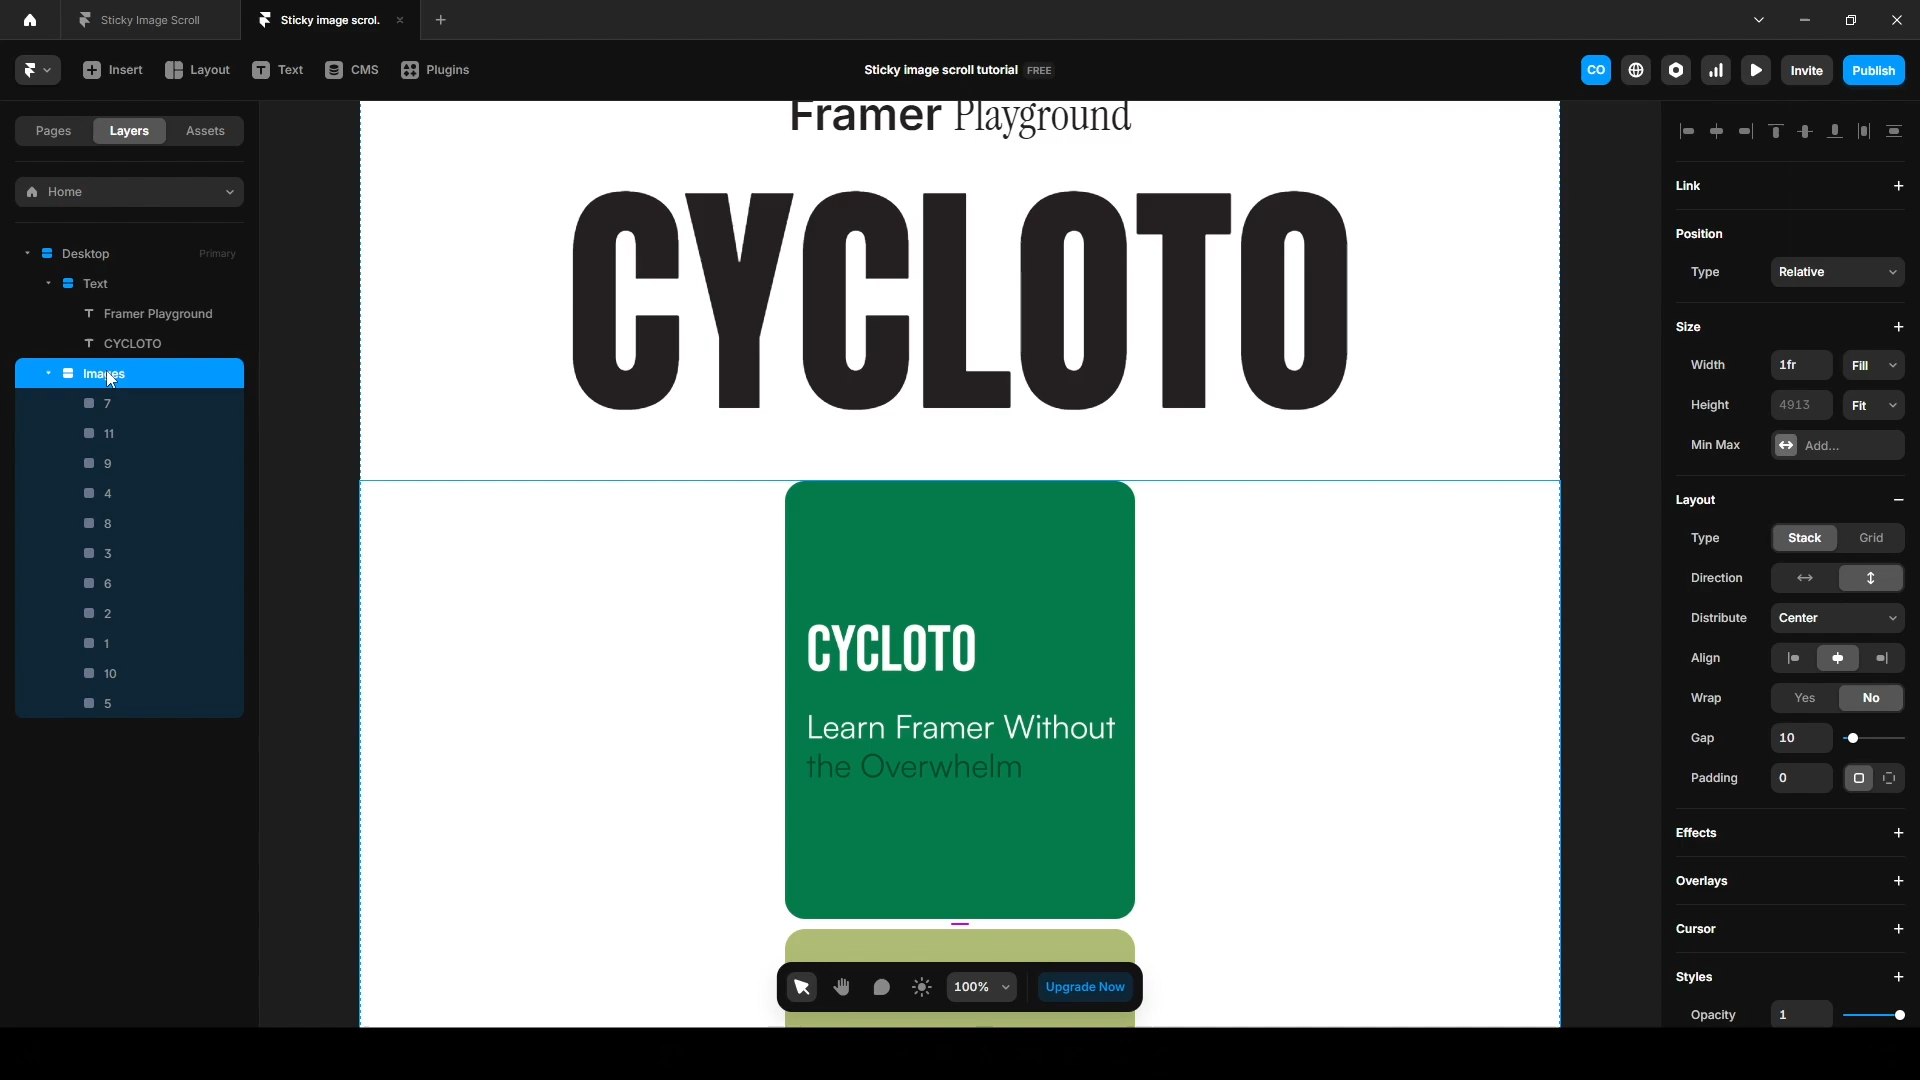 Sticky Image Scroll
Sticky image scrol.
Insert
Layout
Text
CMS
Plugins
Sticky image scroll tutorial FREE
CO
Invite
Publish
Pages
Layers
Assets
Home
Desktop
Primary
Text
Framer Playground
CYCLOTO
Images
7
11
9
4
8
3
6
2
1
10
5
Framer Playground
CYCLOTO
CYCLOTO
Learn Framer Without
the Overwhelm
100%
Upgrade Now
Link
Position
Type
Relative
Size
Width
1fr
Fill
Height
4913
Fit
Min Max
Add...
Layout
Type
Stack
Grid
Direction
Distribute
Center
Align
Wrap
Yes
No
Gap
10
Padding
0
Effects
Overlays
Cursor
Styles
Opacity
1